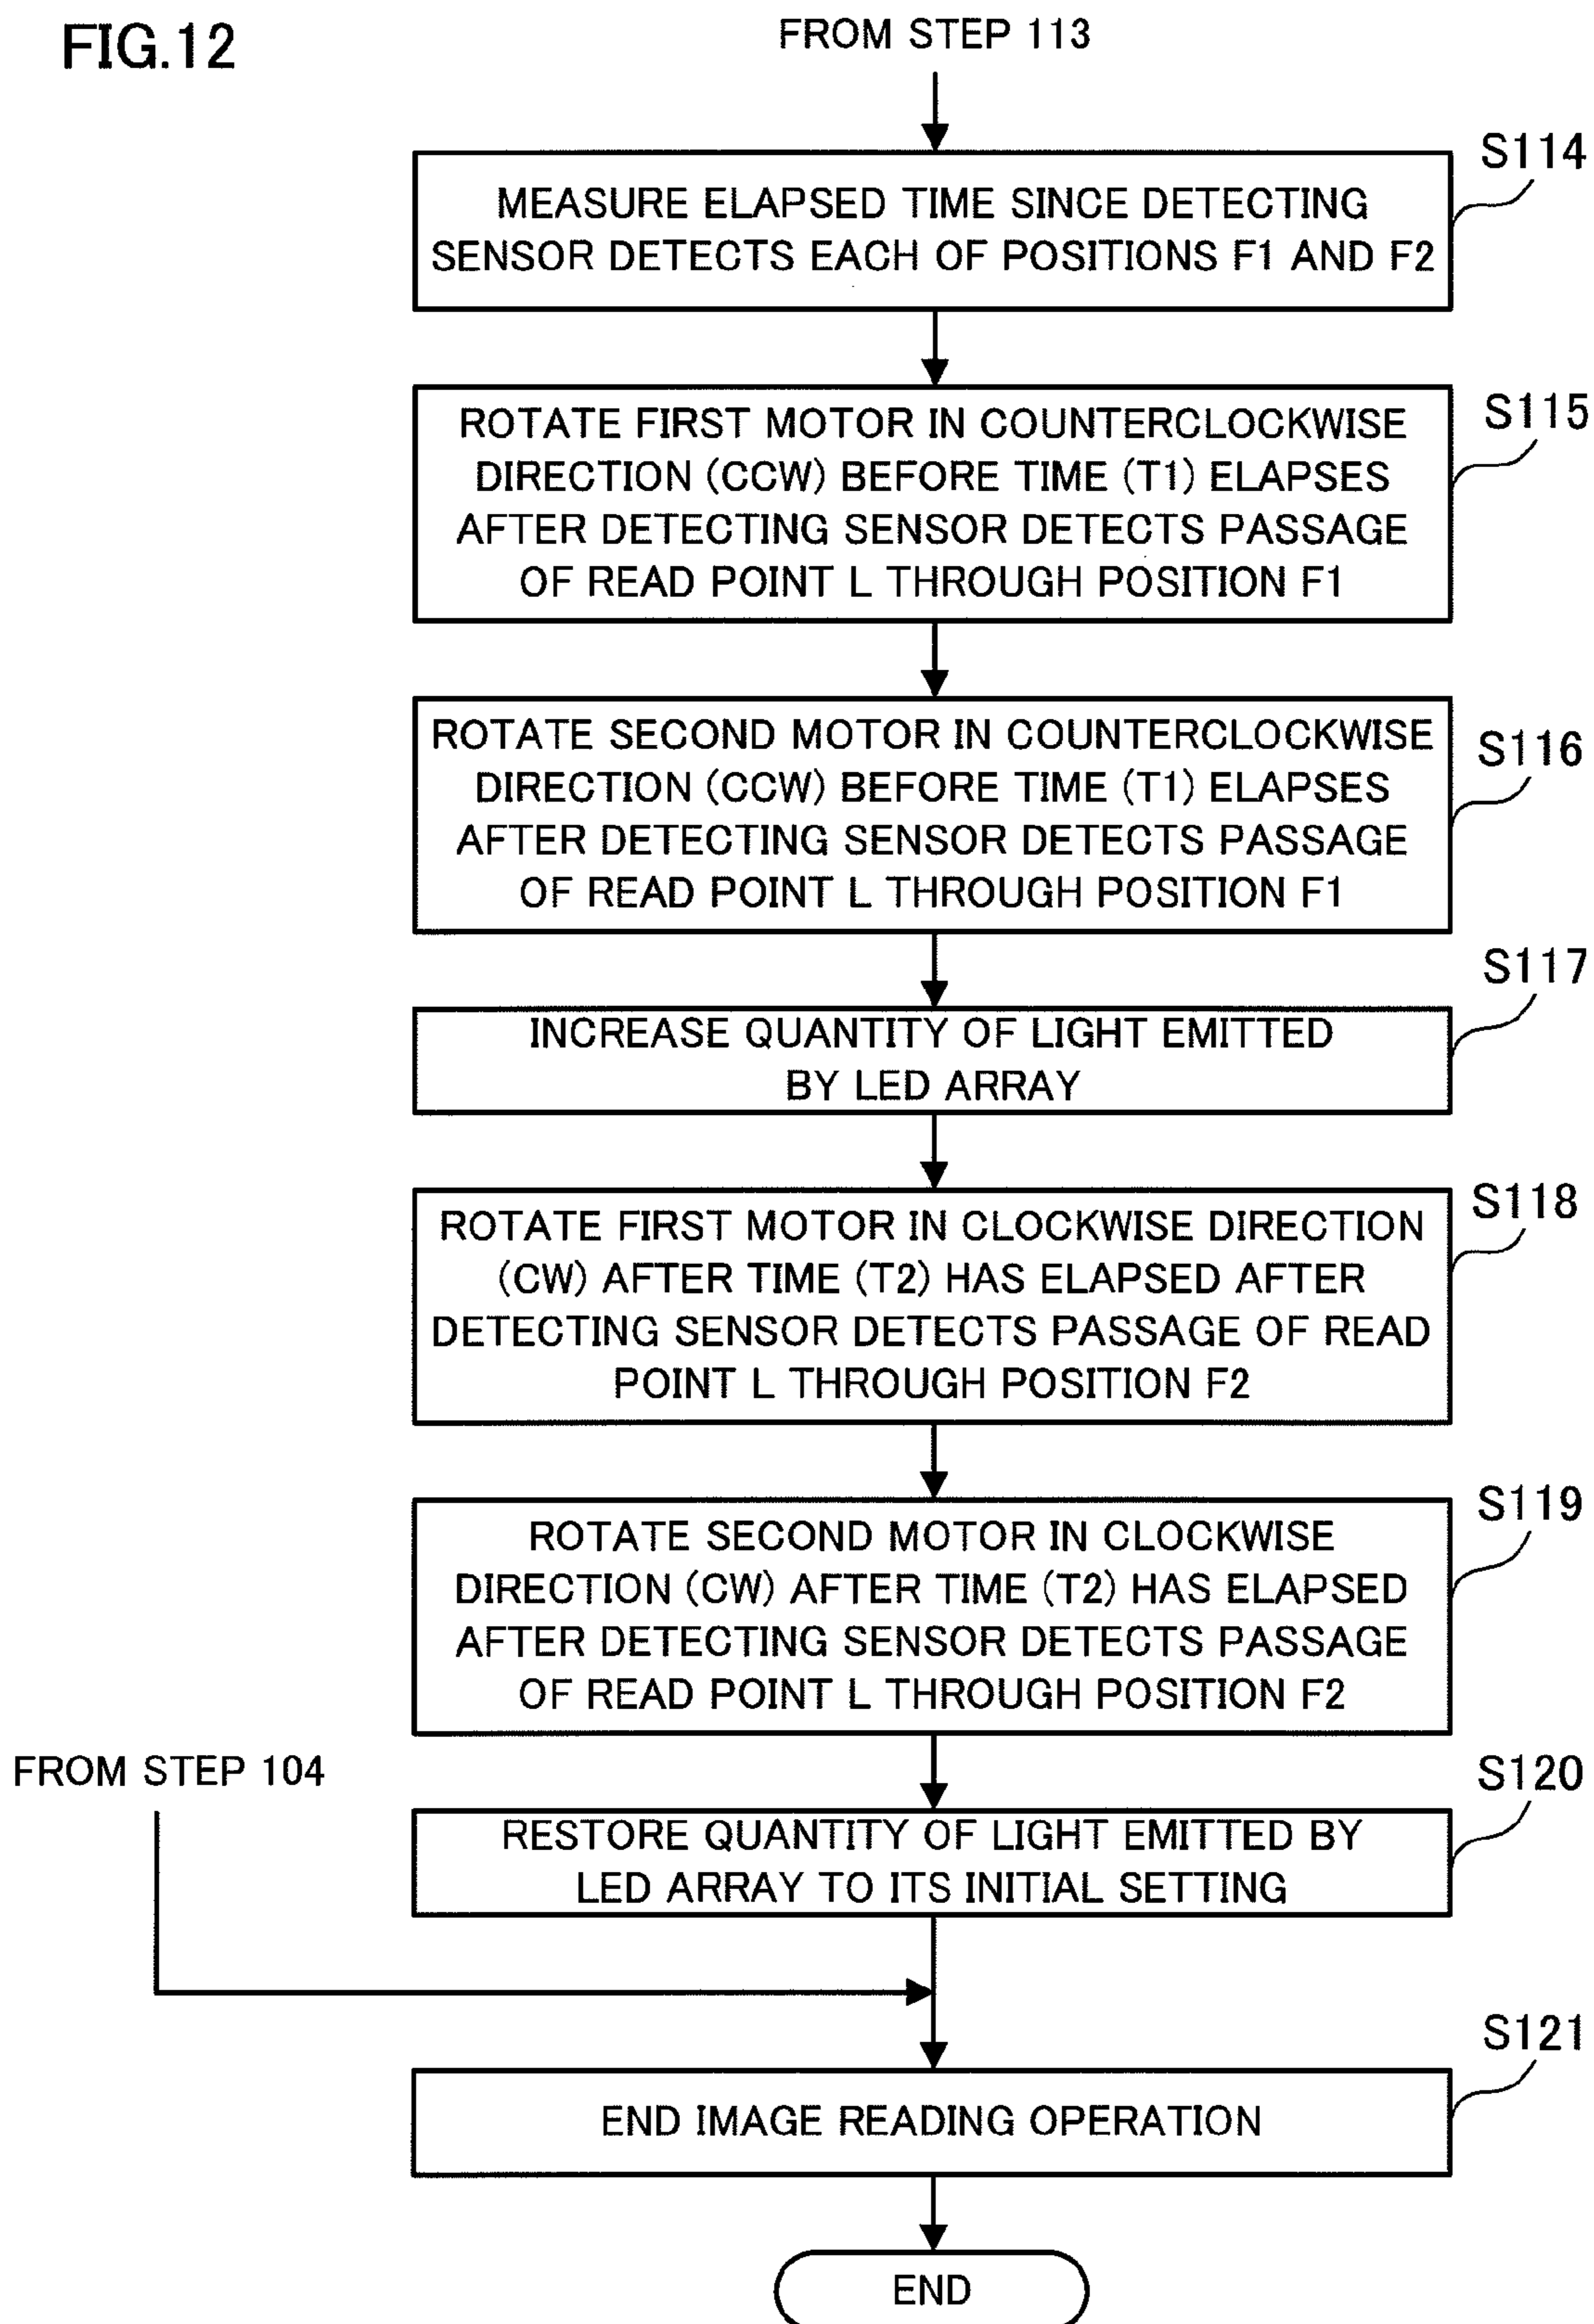 FIG.12
FROM STEP 113
S114
MEASURE ELAPSED TIME SINCE DETECTING
SENSOR DETECTS EACH OF POSITIONS F1 AND F2
S115
ROTATE FIRST MOTOR IN COUNTERCLOCKWISE
DIRECTION (CCW) BEFORE TIME (T1) ELAPSES
AFTER DETECTING SENSOR DETECTS PASSAGE
OF READ POINT L THROUGH POSITION F1
S116
ROTATE SECOND MOTOR IN COUNTERCLOCKWISE
DIRECTION (CCW) BEFORE TIME (T1) ELAPSES
AFTER DETECTING SENSOR DETECTS PASSAGE
OF READ POINT L THROUGH POSITION F1
S117
INCREASE QUANTITY OF LIGHT EMITTED
BY LED ARRAY
S118
ROTATE FIRST MOTOR IN CLOCKWISE DIRECTION
(CW) AFTER TIME (T2) HAS ELAPSED AFTER
DETECTING SENSOR DETECTS PASSAGE OF READ
POINT L THROUGH POSITION F2
S119
ROTATE SECOND MOTOR IN CLOCKWISE
DIRECTION (CW) AFTER TIME (T2) HAS ELAPSED
AFTER DETECTING SENSOR DETECTS PASSAGE
OF READ POINT L THROUGH POSITION F2
FROM STEP 104
S120
RESTORE QUANTITY OF LIGHT EMITTED BY
LED ARRAY TO ITS INITIAL SETTING
S121
END IMAGE READING OPERATION
END